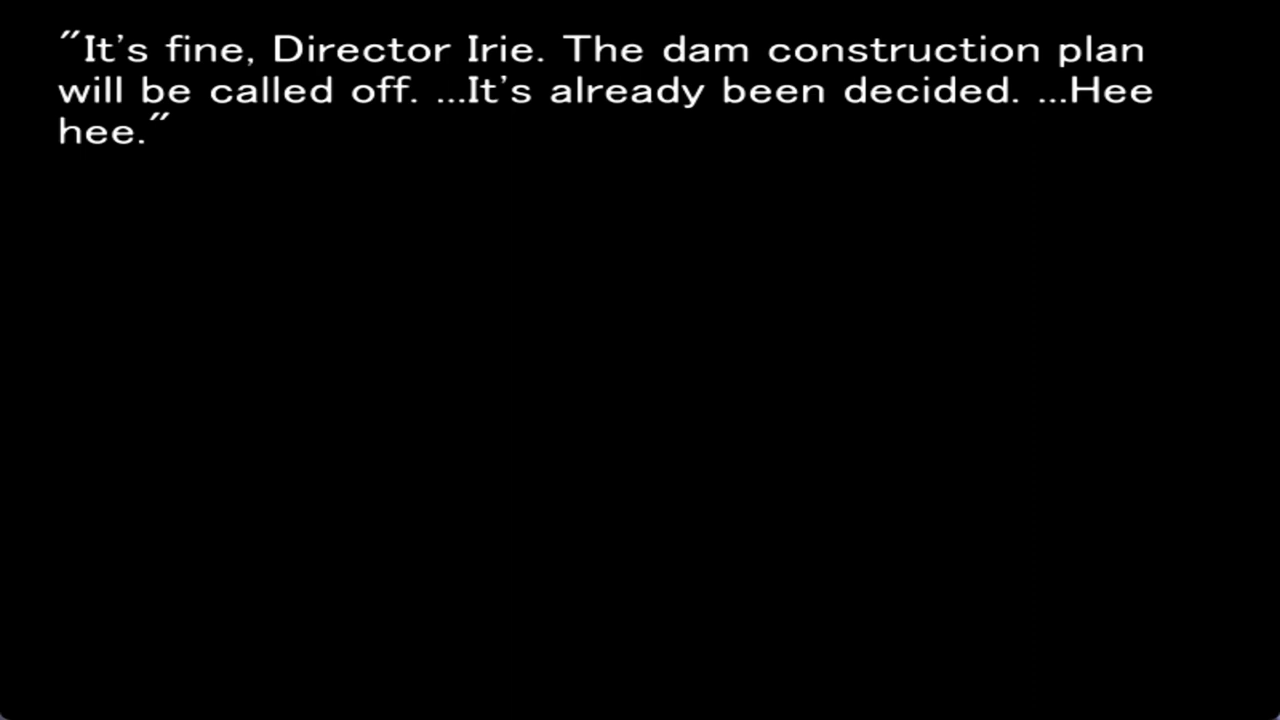 "It's fine, Director Irie. The dam construction plan
will be called off. ...It's already been decided. ...Hee
hee."